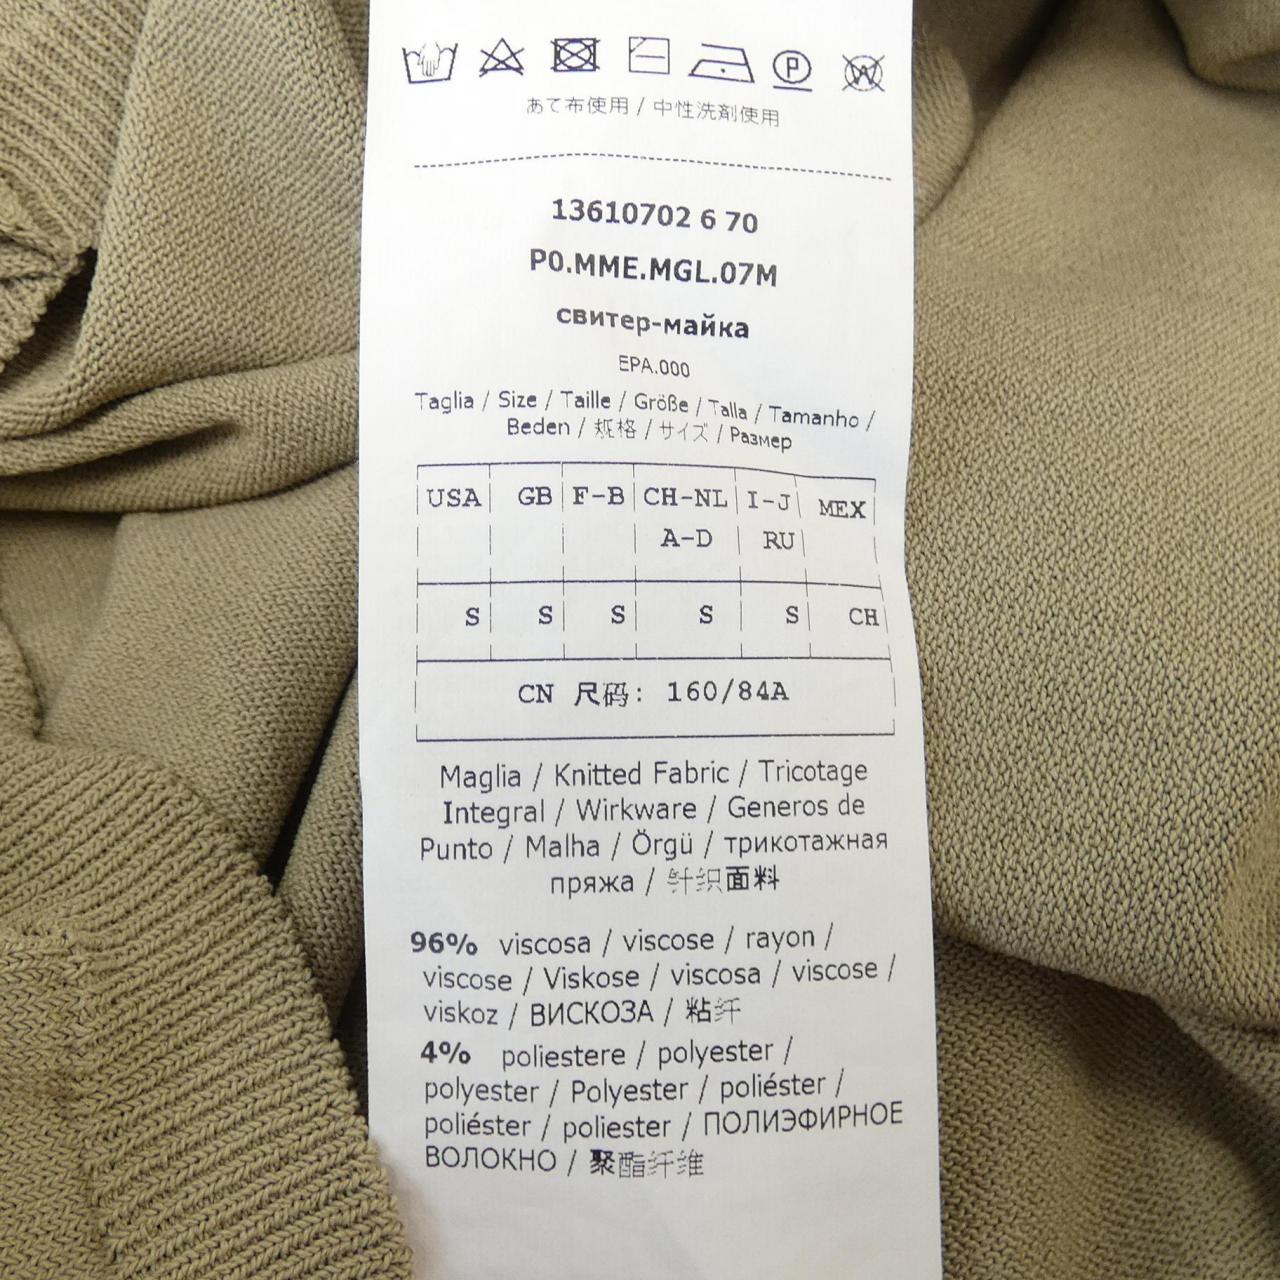 あて布使用 / 中性洗剤使用
13610702 6 70
P0.MME.MGL.07M
свитер-майка
EPA.000
Taglia / Size / Taille / Größe / Talla / Tamanho /
Beden / 规格 / サイズ / Размер
USA GB F-B CH-NL I-J MEX
A-D RU
S S S S S CH
CN 尺码: 160/84A
Maglia / Knitted Fabric / Tricotage
Integral / Wirkware / Generos de
Punto / Malha / Örgü / трикотажная
пряжа / 针织面料
96% viscosa / viscose / rayon /
viscose / Viskose / viscosa / viscose /
viskoz / ВИСКОЗА / 粘纤
4% poliestere / polyester /
polyester / Polyester / poliéster /
poliéster / poliester / ПОЛИЭФИРНОЕ
ВОЛОКНО / 聚酯纤维